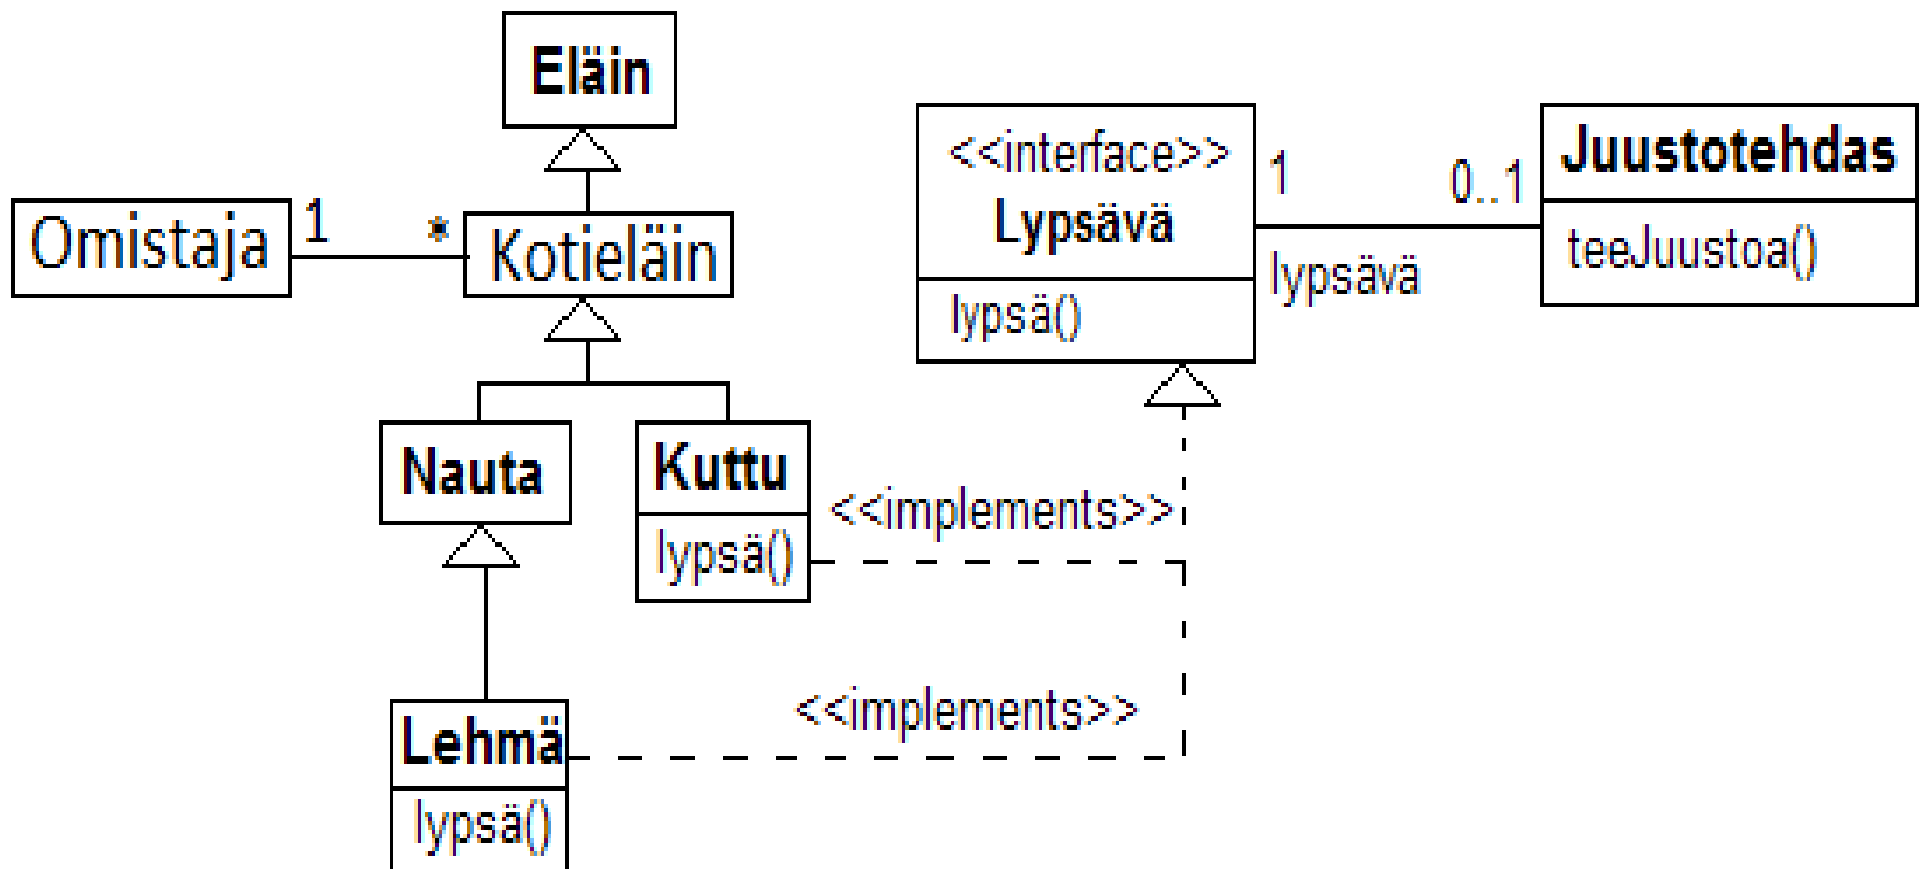 Eläin
<<interface>>
Lypsävä
lypsä()
1
0..1
lypsävä
Juustotehdas
teeJuustoa()
Omistaja
1
*
Kotieläin
Nauta
Kuttu
lypsä()
<<implements>>
<<implements>>
Lehmä
lypsä()